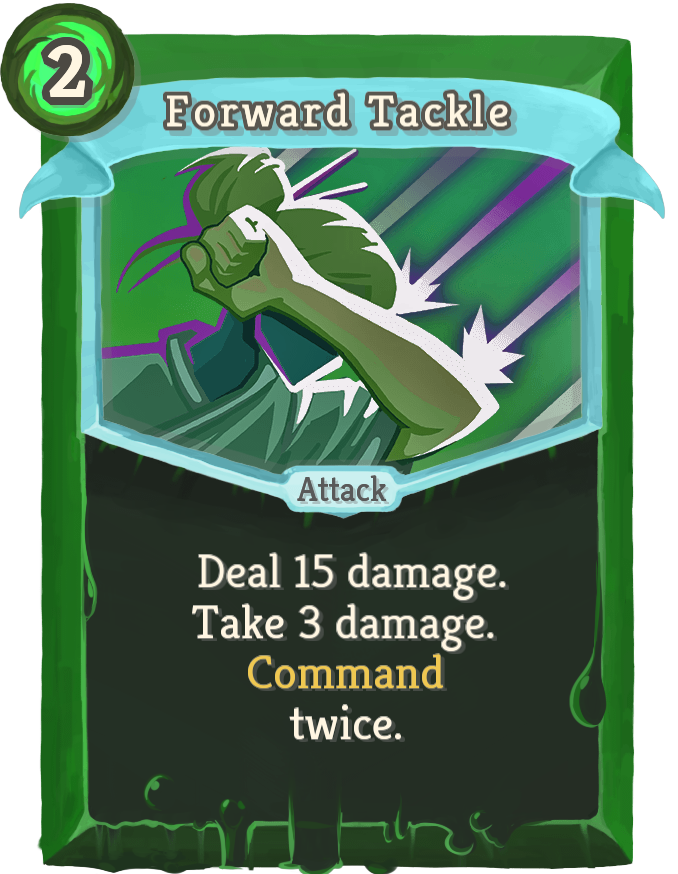 2
Forward Tackle
Attack
Deal 15 damage.
Take 3 damage.
Command
twice.